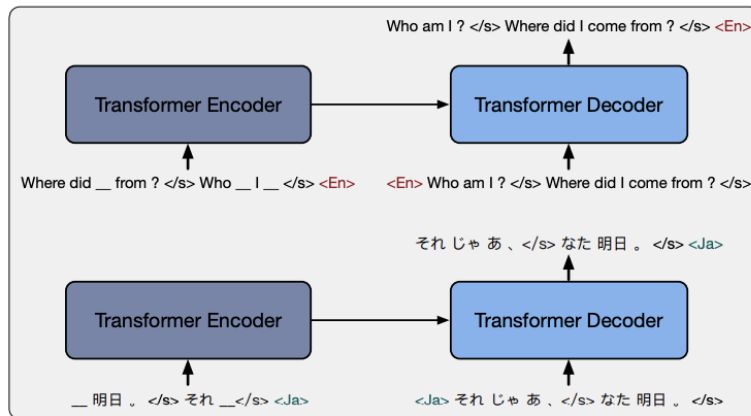 Who am I ? </s> Where did I come from ? </s> <En>
Transformer Encoder
Transformer Decoder
Where did __ from ? </s> Who __ I __ </s> <En>
<En> Who am I ? </s> Where did I come from ? </s>
それ じゃ あ 、 </s> なた 明日 。 </s> <Ja>
Transformer Encoder
Transformer Decoder
__ 明日 。 </s> それ __</s> <Ja>
<Ja> それ じゃ あ 、 </s> なた 明日 。 </s>